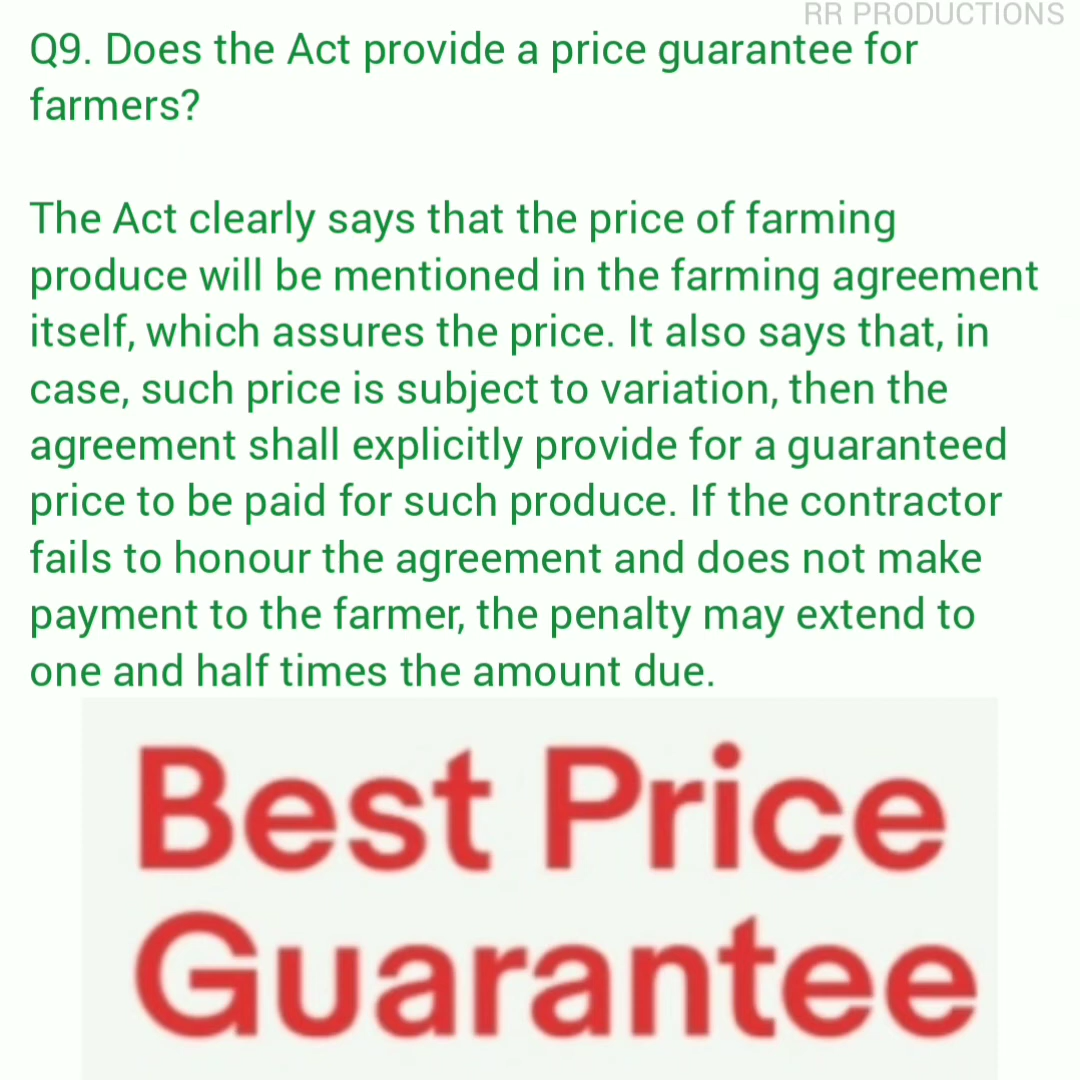 RR PRODUCTIONS
Q9. Does the Act provide a price guarantee for
farmers?
The Act clearly says that the price of farming
produce will be mentioned in the farming agreement
itself, which assures the price. It also says that, in
case, such price is subject to variation, then the
agreement shall explicitly provide for a guaranteed
price to be paid for such produce. If the contractor
fails to honour the agreement and does not make
payment to the farmer, the penalty may extend to
one and half times the amount due.
Best Price
Guarantee